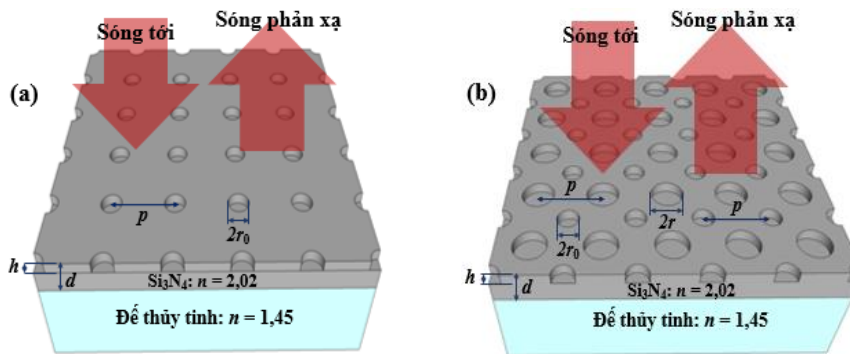 Sóng tới
Sóng phản xạ
(a)
p
2r₀
h
d
Si₃N₄: n = 2,02
Đế thủy tinh: n = 1,45
Sóng tới
Sóng phản xạ
(b)
p
2r
p
2r₀
h
d
Si₃N₄: n = 2,02
Đế thủy tinh: n = 1,45